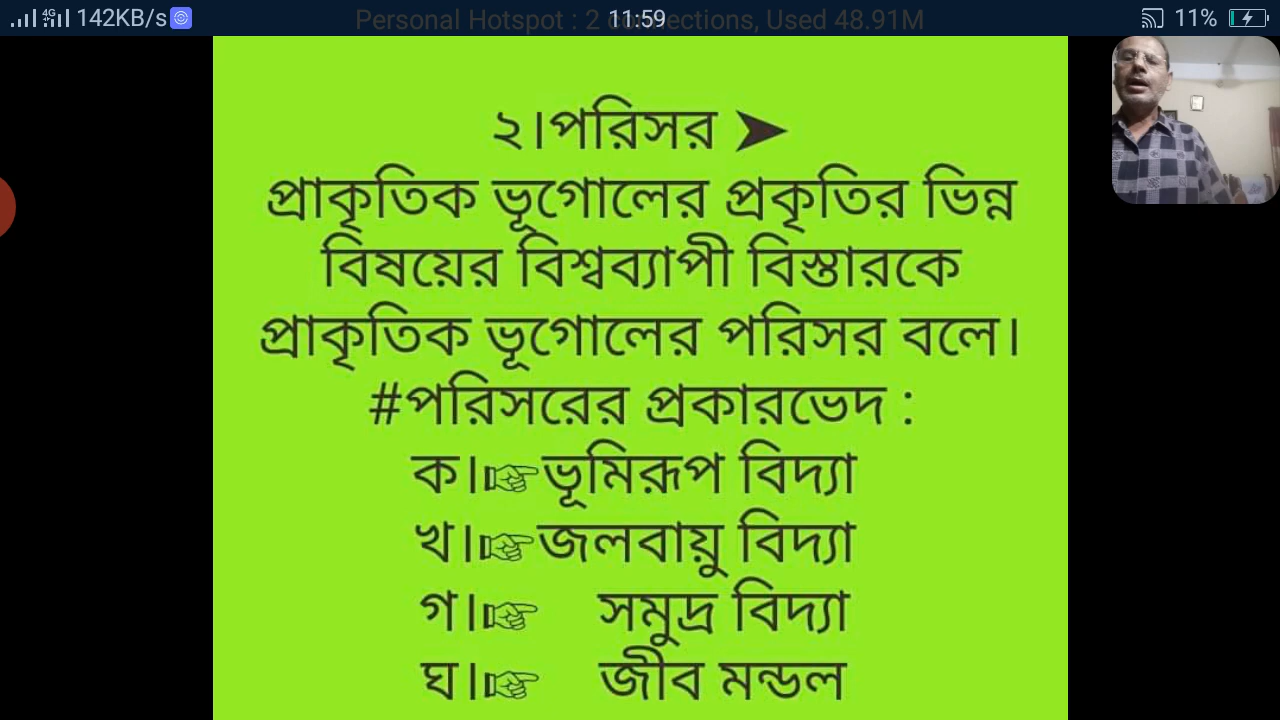 4G 142KB/s Personal Hotspot : 2 connections, Used 48.91M 11:59 11%
২।পরিসর ➤
প্রাকৃতিক ভূগোলের প্রকৃতির ভিন্ন
বিষয়ের বিশ্বব্যাপী বিস্তারকে
প্রাকৃতিক ভূগোলের পরিসর বলে।
#পরিসরের প্রকারভেদ :
ক।☞ভূমিরূপ বিদ্যা
খ।☞জলবায়ু বিদ্যা
গ।☞ সমুদ্র বিদ্যা
ঘ।☞ জীব মন্ডল